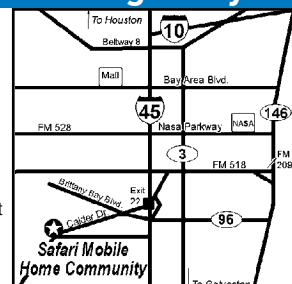 To Houston
10
Beltway 8
Mall
Bay Area Blvd.
45
146
FM 528
Nasa Parkway
NASA
3
FM 518
FM
209
Brittany Bay Blvd.
Exit
22
Calder Dr.
96
Safari Mobile
Home Community
To Galveston